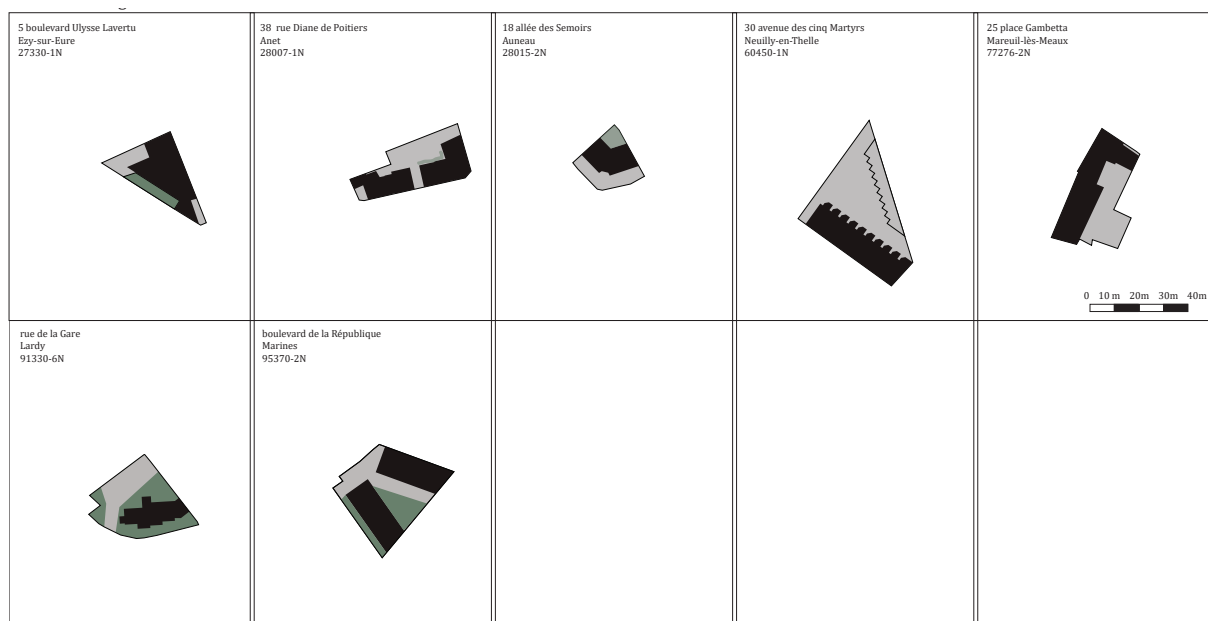 5 boulevard Ulysse Lavertu
Ezy-sur-Eure
27330-1N
38 rue Diane de Poitiers
Anet
28007-1N
18 allée des Semoirs
Auneau
28015-2N
30 avenue des cinq Martyrs
Neuilly-en-Thelle
60450-1N
25 place Gambetta
Mareuil-lès-Meaux
77276-2N
0 10 m 20m 30m 40m
rue de la Gare
Lardy
91330-6N
boulevard de la République
Marines
95370-2N